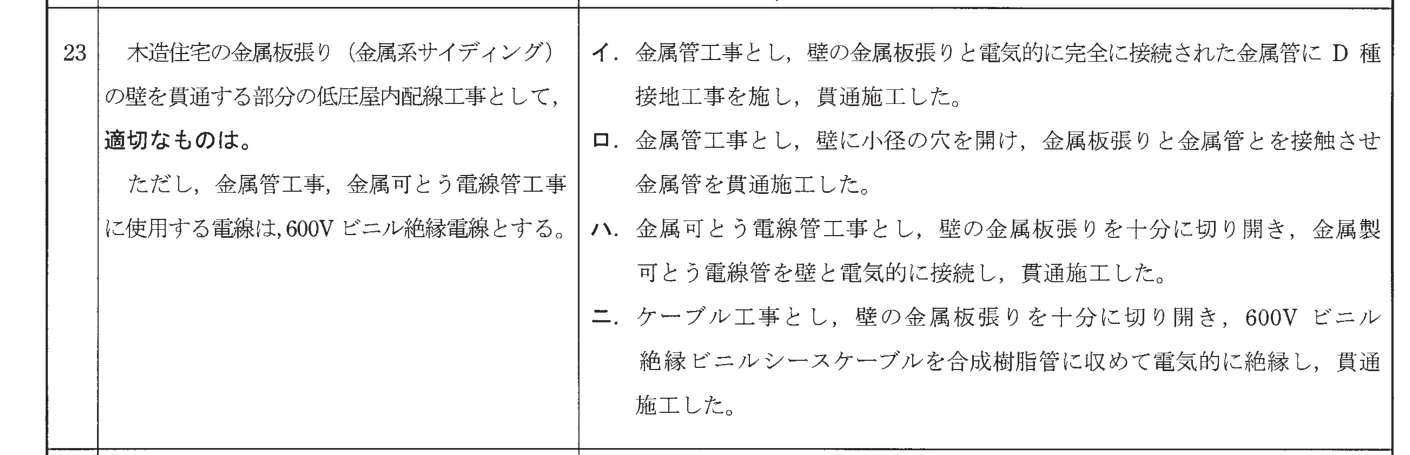 23
木造住宅の金属板張り（金属系サイディング）
の壁を貫通する部分の低圧屋内配線工事として，
適切なものは。
ただし，金属管工事，金属可とう電線管工事
に使用する電線は，600V ビニル絶縁電線とする。
イ．金属管工事とし，壁の金属板張りと電気的に完全に接続された金属管に D 種
接地工事を施し，貫通施工した。
ロ．金属管工事とし，壁に小径の穴を開け，金属板張りと金属管とを接触させ
金属管を貫通施工した。
ハ．金属可とう電線管工事とし，壁の金属板張りを十分に切り開き，金属製
可とう電線管を壁と電気的に接続し，貫通施工した。
ニ．ケーブル工事とし，壁の金属板張りを十分に切り開き，600V ビニル
絶縁ビニルシースケーブルを合成樹脂管に収めて電気的に絶縁し，貫通
施工した。